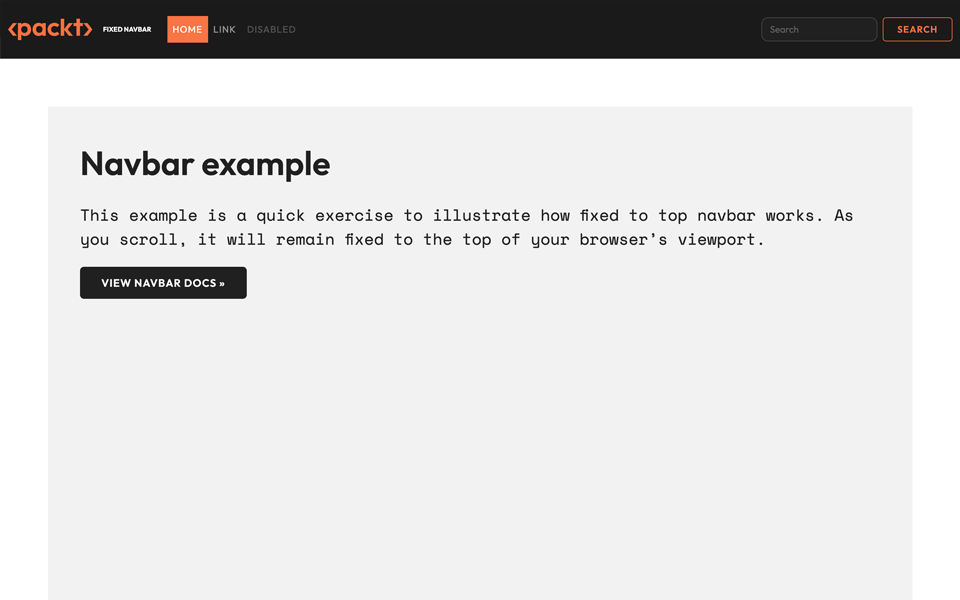 <packt> FIXED NAVBAR HOME LINK DISABLED Search SEARCH
Navbar example
This example is a quick exercise to illustrate how fixed to top navbar works. As
you scroll, it will remain fixed to the top of your browser’s viewport.
VIEW NAVBAR DOCS »